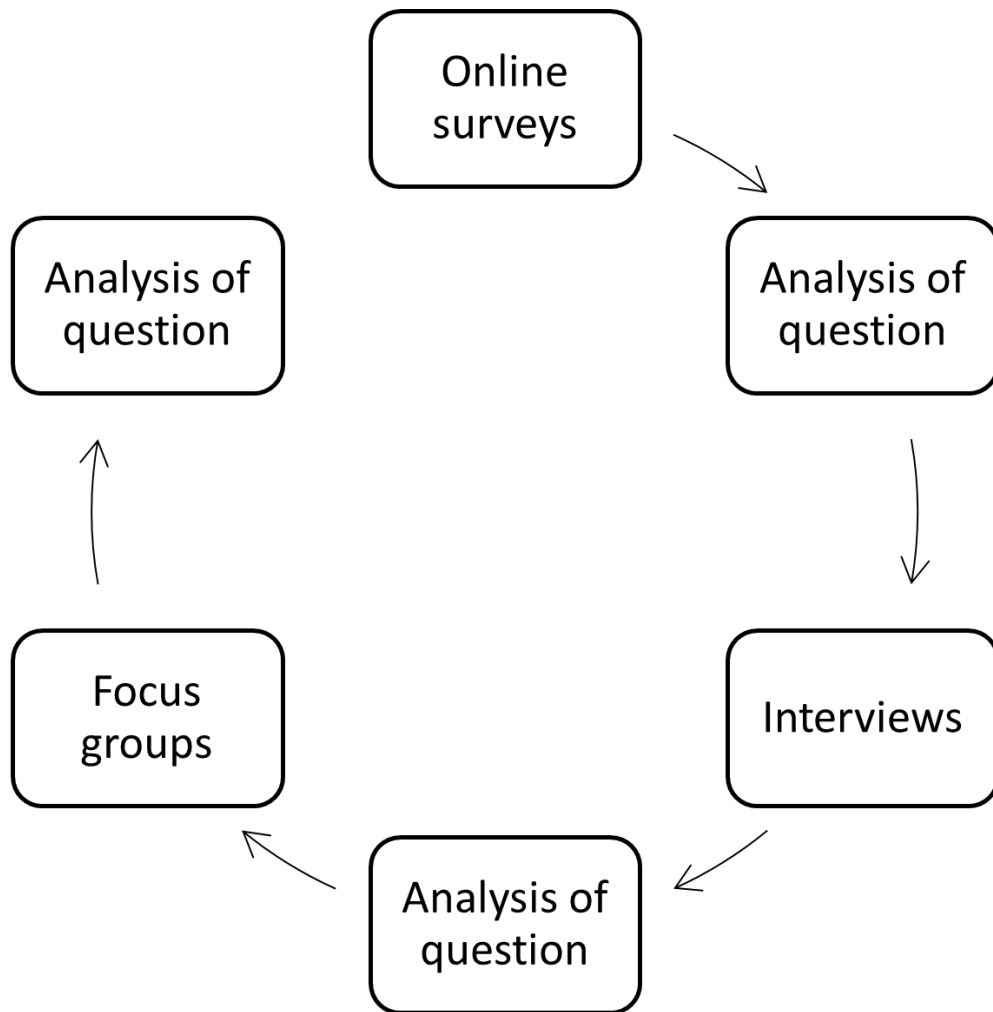 Online
surveys
Analysis of
question
Interviews
Analysis of
question
Focus
groups
Analysis of
question